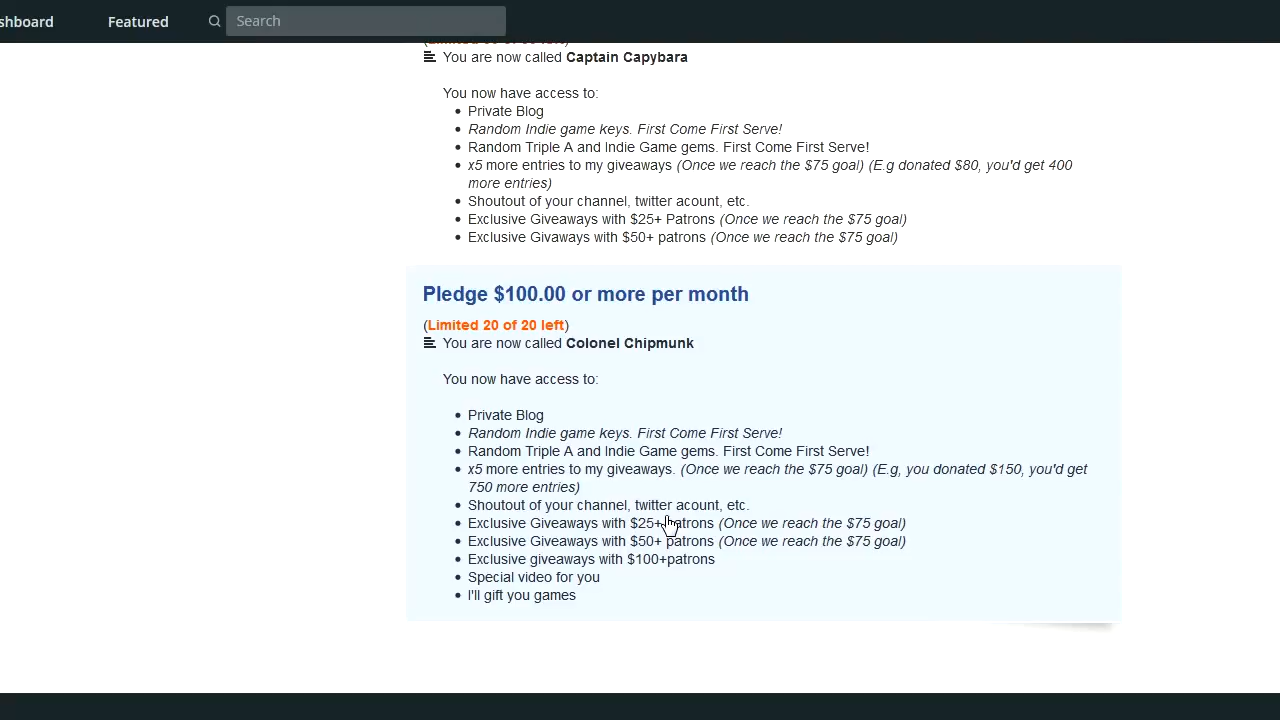 shboard
Featured
Search
You are now called Captain Capybara
You now have access to:
Private Blog
Random Indie game keys. First Come First Serve!
Random Triple A and Indie Game gems. First Come First Serve!
x5 more entries to my giveaways (Once we reach the $75 goal) (E.g donated $80, you'd get 400
more entries)
Shoutout of your channel, twitter acount, etc.
Exclusive Giveaways with $25+ Patrons (Once we reach the $75 goal)
Exclusive Givaways with $50+ patrons (Once we reach the $75 goal)
Pledge $100.00 or more per month
(Limited 20 of 20 left)
You are now called Colonel Chipmunk
You now have access to:
Private Blog
Random Indie game keys. First Come First Serve!
Random Triple A and Indie Game gems. First Come First Serve!
x5 more entries to my giveaways. (Once we reach the $75 goal) (E.g, you donated $150, you'd get
750 more entries)
Shoutout of your channel, twitter acount, etc.
Exclusive Giveaways with $25+ patrons (Once we reach the $75 goal)
Exclusive Giveaways with $50+ patrons (Once we reach the $75 goal)
Exclusive giveaways with $100+patrons
Special video for you
I'll gift you games